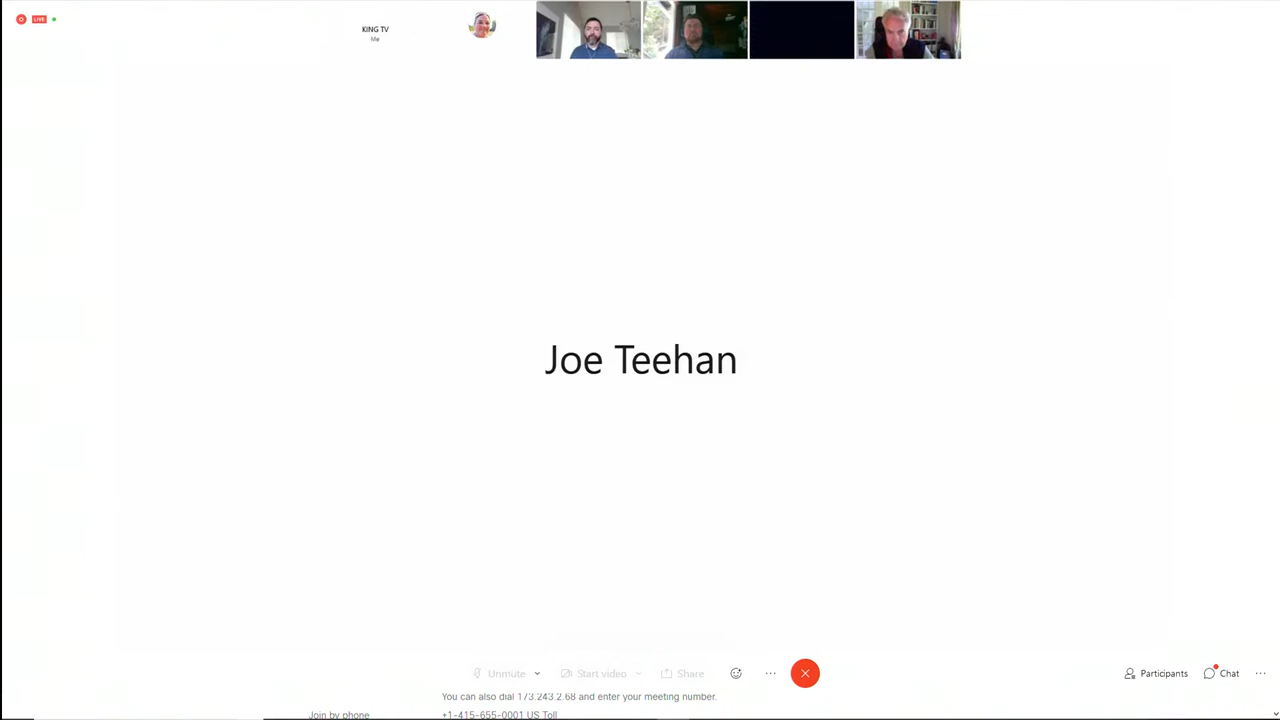 LIVE
KING TV
Me
Joe Teehan
Unmute
Start video
Share
Participants
Chat
You can also dial 173.243.2.68 and enter your meeting number.
Join by phone
+1-415-655-0001 US Toll